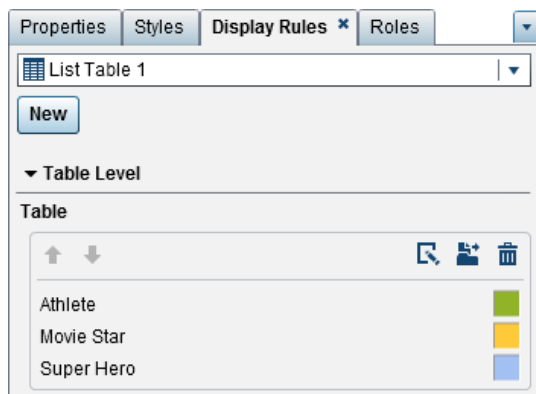 Properties Styles Display Rules Roles
List Table 1
New
Table Level
Table
Athlete
Movie Star
Super Hero